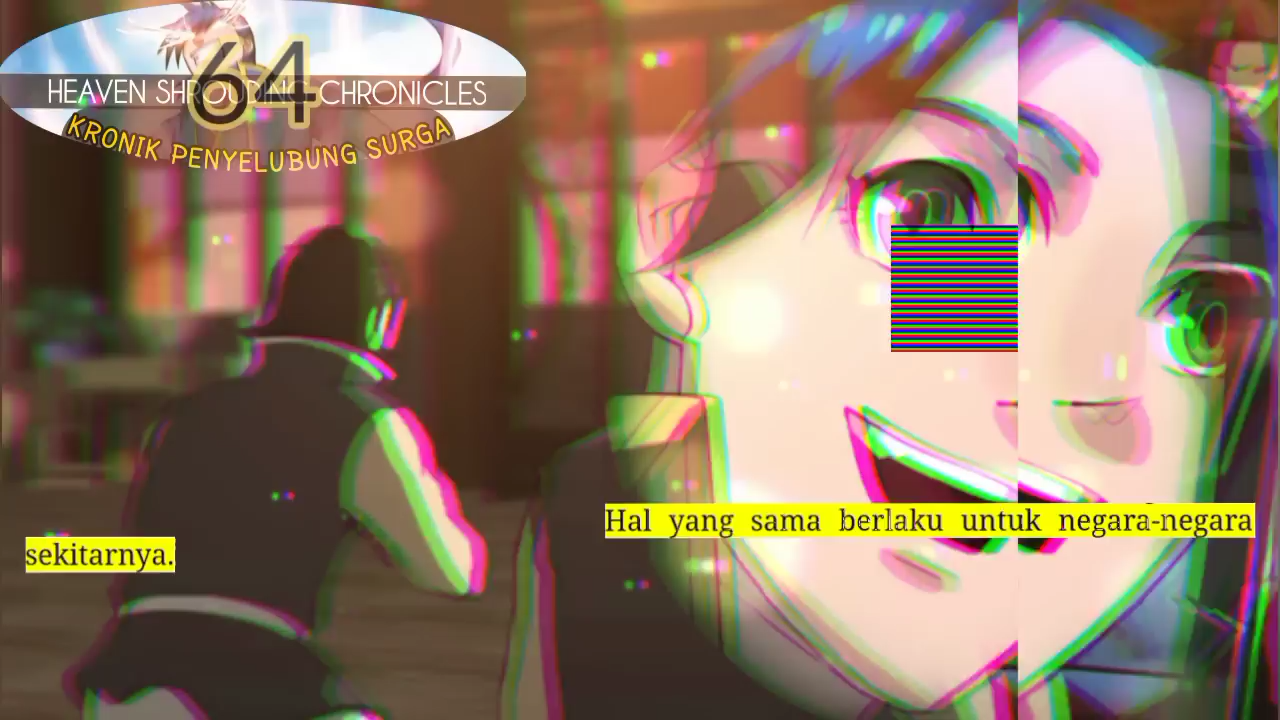 64
HEAVEN SHROUDING CHRONICLES
KRONIK PENYELUBUNG SURGA
Hal yang sama berlaku untuk negara-negara
sekitarnya.